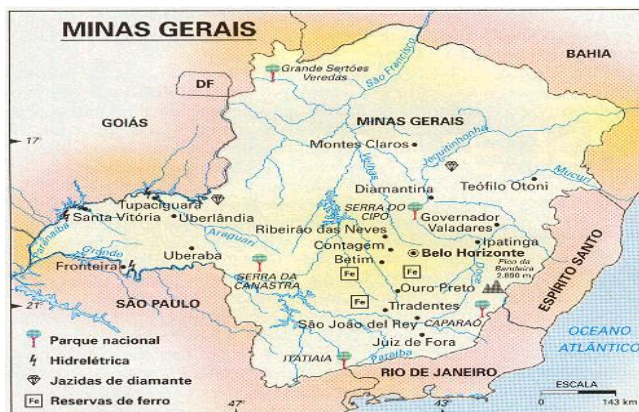 MINAS GERAIS
BAHIA
Grande Sertões
Veredas
São Francisco
DF
GOIÁS
MINAS GERAIS
17°
Montes Claros
Jequitinhonha
Velhas
Mucuri
Diamantina
Teófilo Otoni
Tupaciguara
SERRA DO
CIPO
Santa Vitória
Uberlândia
Governador
Valadares
Paranaíba
Araguari
Ribeirão das Neves
Ipatinga
Grande
Contagem
Belo Horizonte
Uberaba
Betim
Pico da
Bandeira
2.890 m
Fronteira
SERRA DA
CANASTRA
Fe
Fe
Doce
ESPÍRITO SANTO
Ouro Preto
SÃO PAULO
Fe
Tiradentes
21°
São João del Rey
CAPARAÓ
OCEANO
ATLÂNTICO
Parque nacional
Juiz de Fora
Hidrelétrica
ITATIAIA
Paraíba
Jazidas de diamante
RIO DE JANEIRO
ESCALA
Fe Reservas de ferro
47°
43°
0 143 km